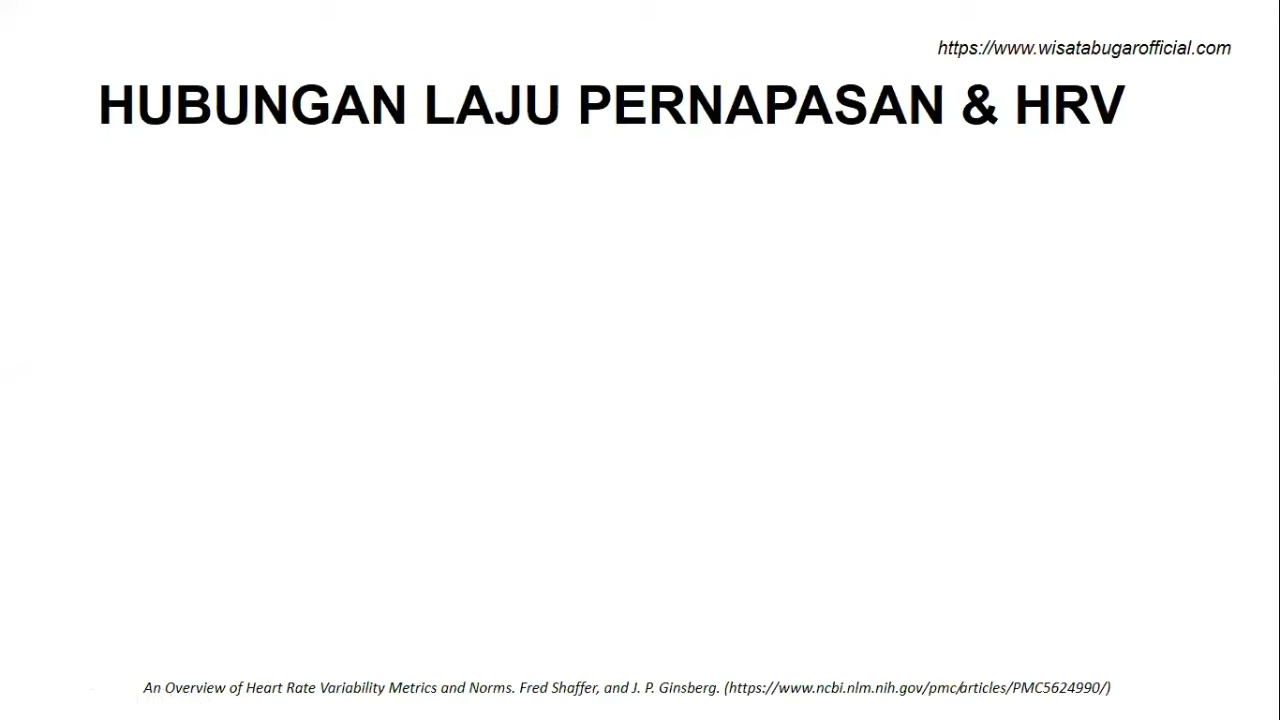 https://www.wisatabugarofficial.com
HUBUNGAN LAJU PERNAPASAN & HRV
An Overview of Heart Rate Variability Metrics and Norms. Fred Shaffer, and J. P. Ginsberg. (https://www.ncbi.nlm.nih.gov/pmc/articles/PMC5624990/)